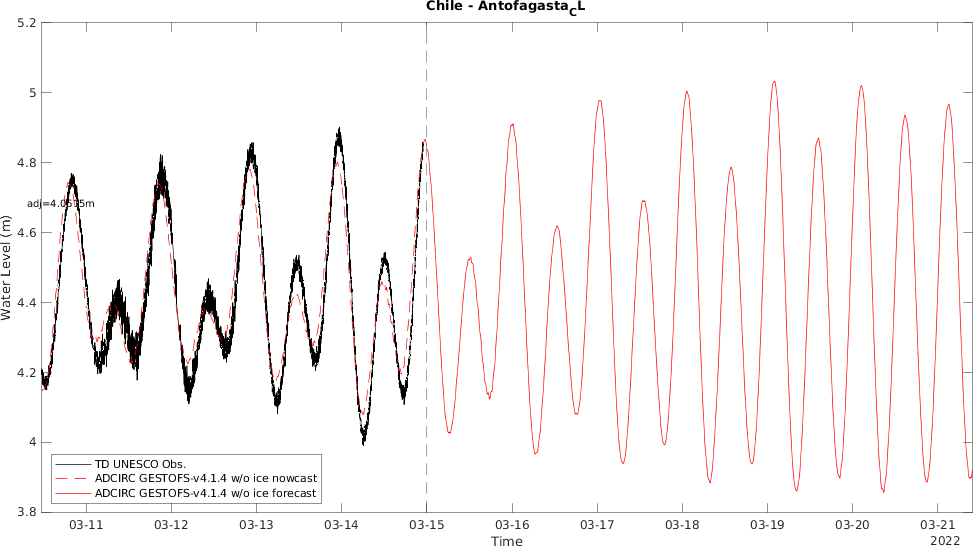 Chile - Antofagasta_CL
5.2
5
4.8
4.6
4.4
4.2
4
3.8
Water Level (m)
TD UNESCO Obs.
ADCIRC GESTOFS-v4.1.4 w/o ice nowcast
ADCIRC GESTOFS-v4.1.4 w/o ice forecast
03-11 03-12 03-13 03-14 03-15 03-16 03-17 03-18 03-19 03-20 03-21
Time
2022